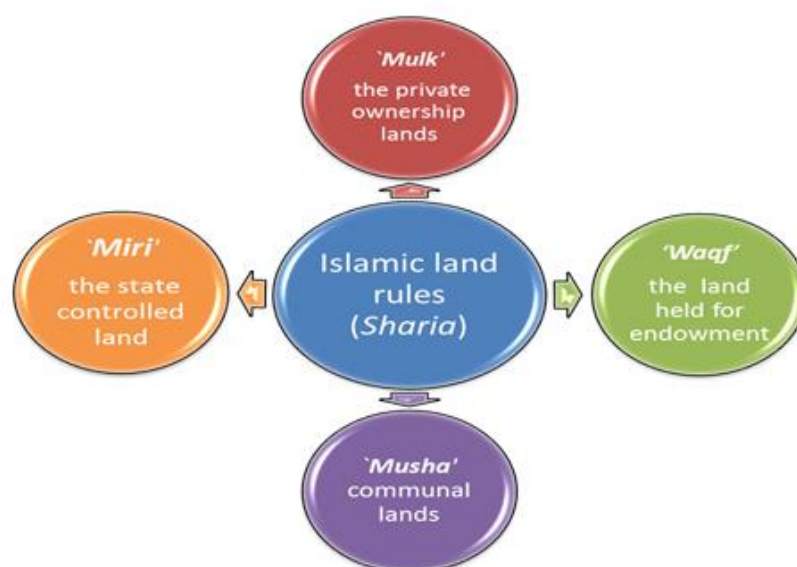 `Mulk'
the private
ownership
lands
`Miri'
the state
controlled
land
Islamic land
rules
(Sharia)
'Waqf'
the land
held for
endowment
`Musha'
communal
lands